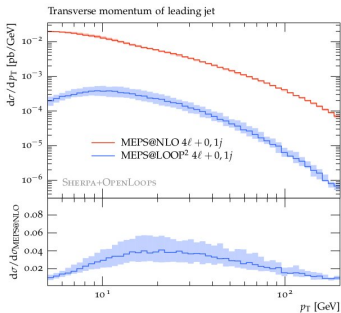 Transverse momentum of leading jet
dσ/dp_T [pb/GeV]
10^−2
10^−3
10^−4
10^−5
10^−6
MEPS@NLO 4ℓ + 0, 1j
MEPS@LOOP² 4ℓ + 0, 1j
SHERPA+OPENLOOPS
dσ/dσ_MEPS@NLO
0.08
0.06
0.04
0.02
10^1
10^2
p_T [GeV]